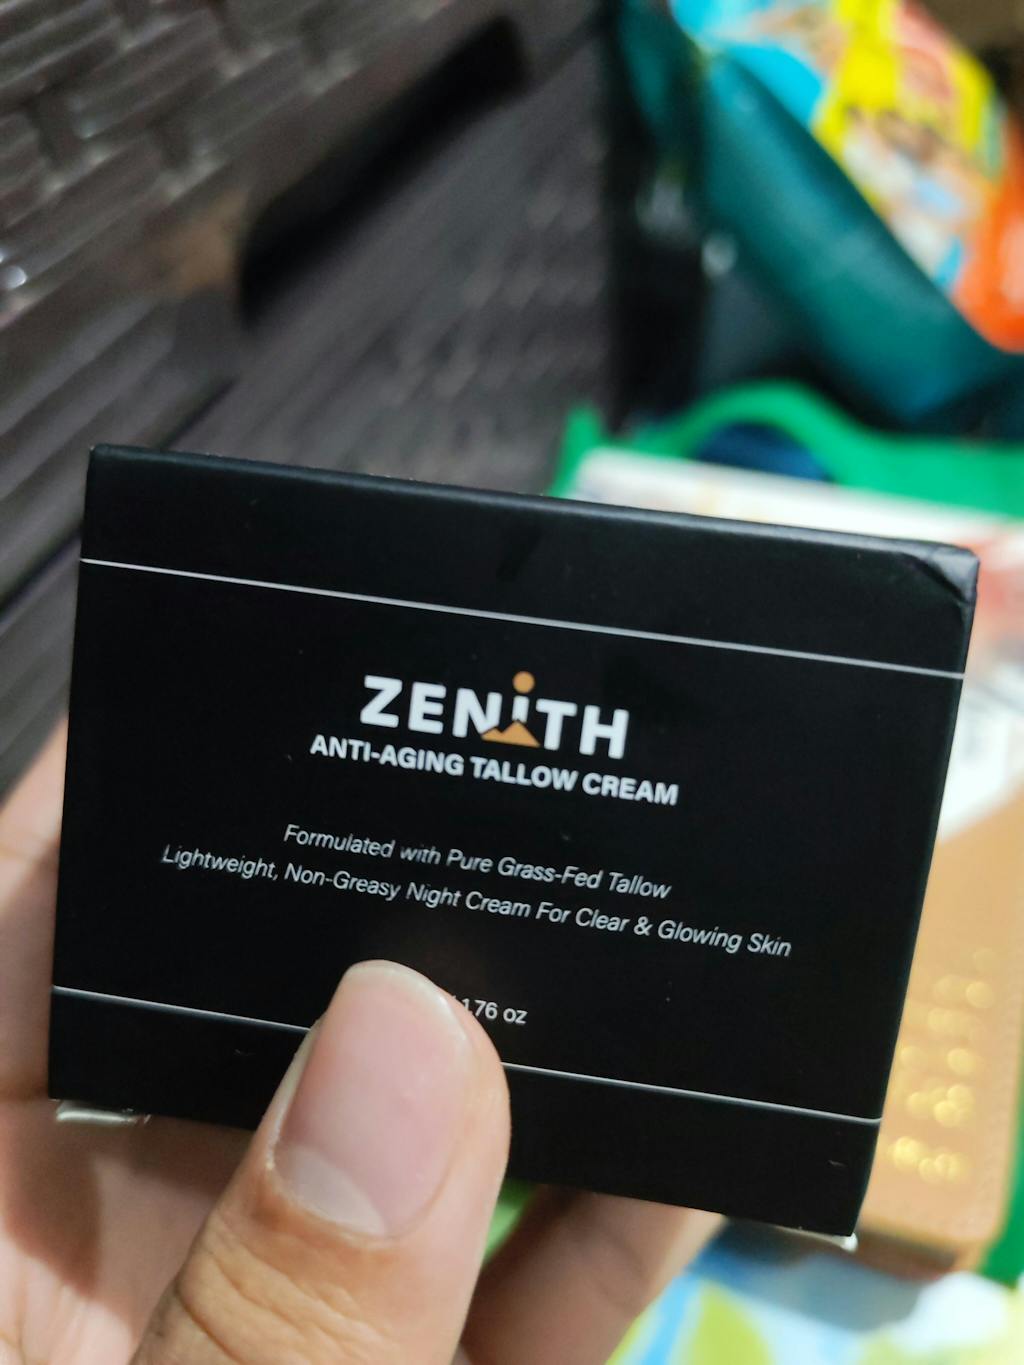 ZENITH
ANTI-AGING TALLOW CREAM
Formulated with Pure Grass-Fed Tallow
Lightweight, Non-Greasy Night Cream For Clear & Glowing Skin
1.76 oz